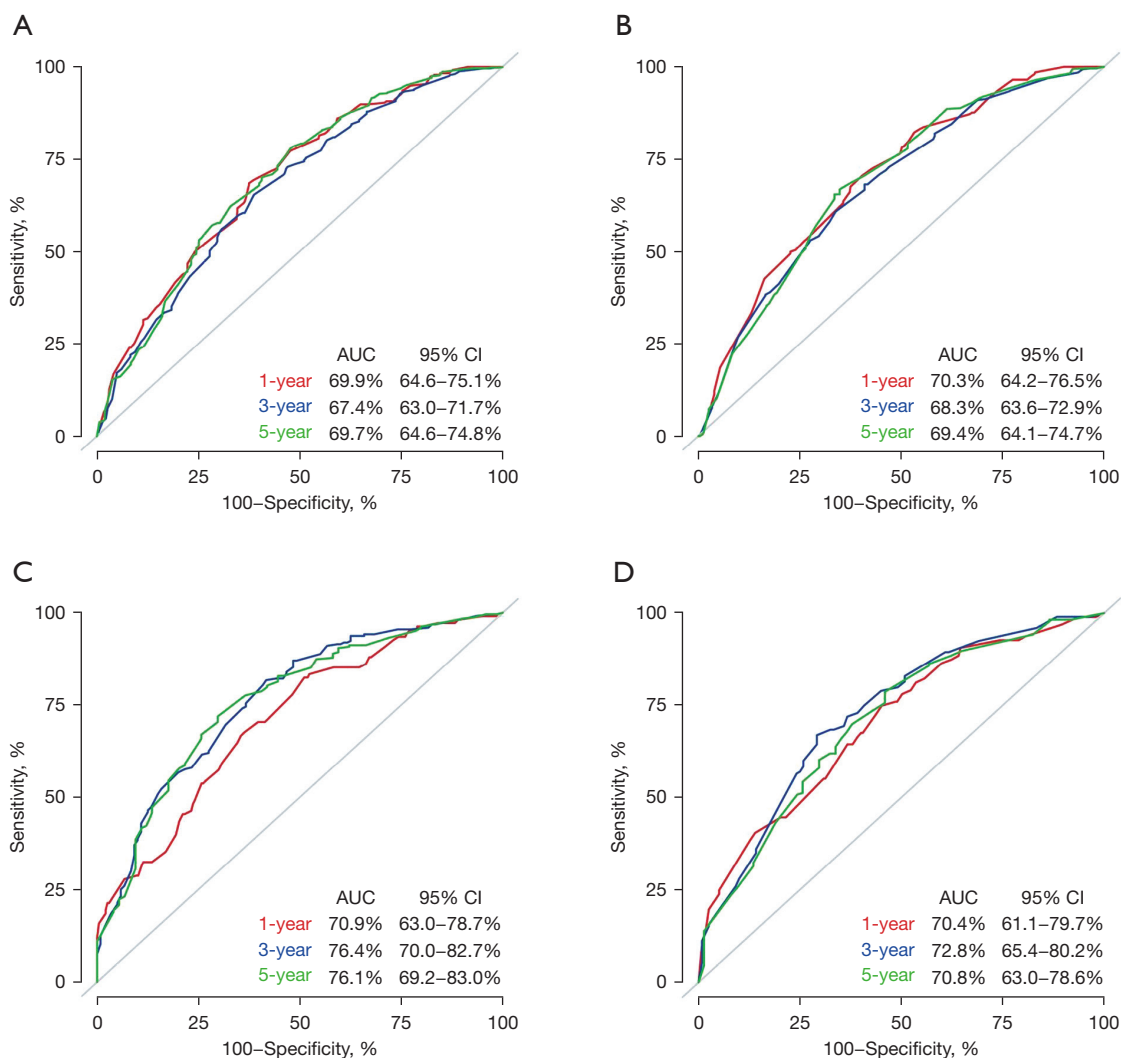 A
100
75
50
25
0
Sensitivity, %
AUC 95% CI
1-year 69.9% 64.6–75.1%
3-year 67.4% 63.0–71.7%
5-year 69.7% 64.6–74.8%
0 25 50 75 100
100–Specificity, %
B
100
75
50
25
0
Sensitivity, %
AUC 95% CI
1-year 70.3% 64.2–76.5%
3-year 68.3% 63.6–72.9%
5-year 69.4% 64.1–74.7%
0 25 50 75 100
100–Specificity, %
C
100
75
50
25
0
Sensitivity, %
AUC 95% CI
1-year 70.9% 63.0–78.7%
3-year 76.4% 70.0–82.7%
5-year 76.1% 69.2–83.0%
0 25 50 75 100
100–Specificity, %
D
100
75
50
25
0
Sensitivity, %
AUC 95% CI
1-year 70.4% 61.1–79.7%
3-year 72.8% 65.4–80.2%
5-year 70.8% 63.0–78.6%
0 25 50 75 100
100–Specificity, %